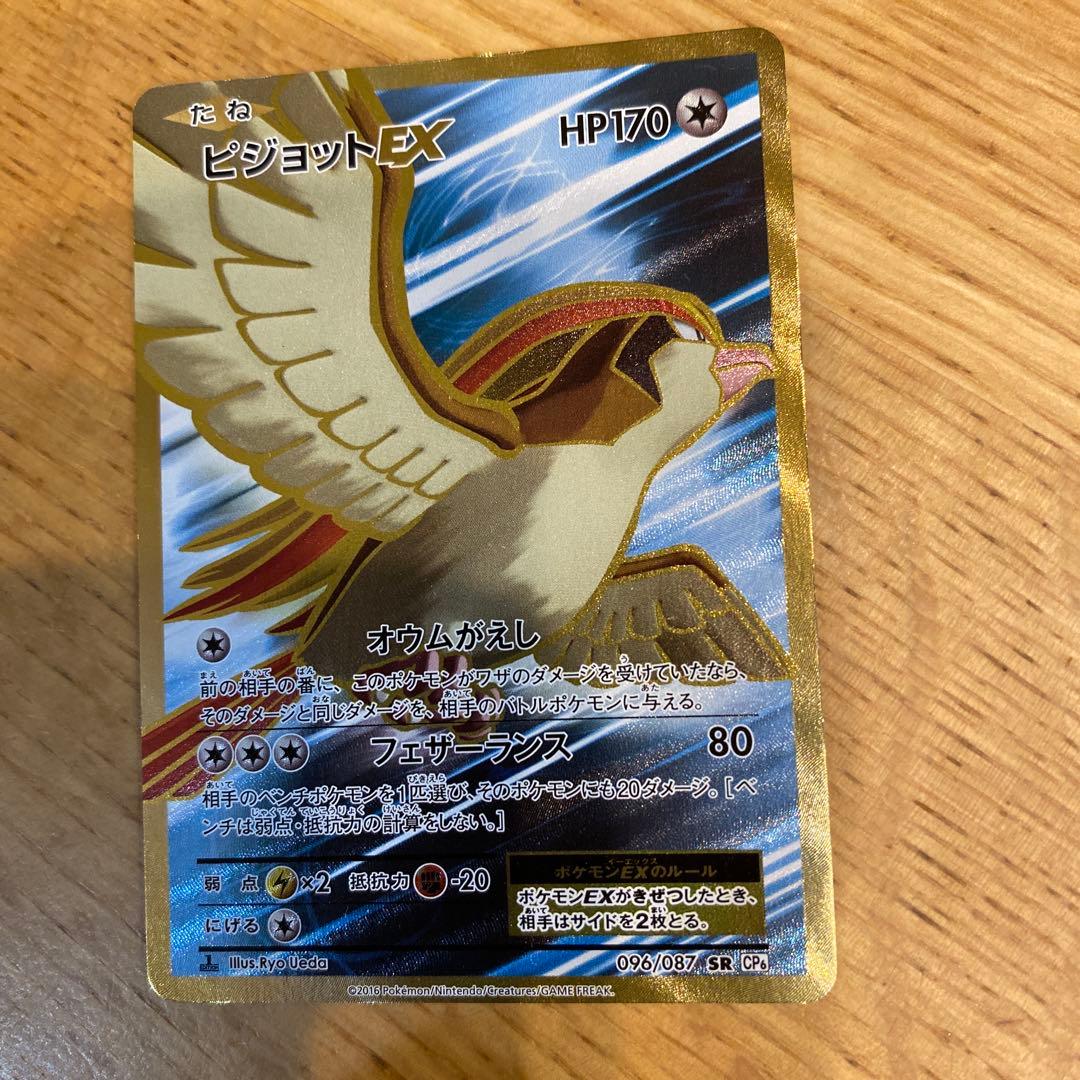 たね
ピジョットEX HP170
オウムがえし
前の相手の番に、このポケモンがワザのダメージを受けていたなら、
そのダメージと同じダメージを、相手のバトルポケモンに与える。
フェザーランス 80
相手のベンチポケモンを1匹選び、そのポケモンにも20ダメージ。[ベ
ンチは弱点・抵抗力の計算をしない。]
弱点 ×2 抵抗力 -20
にげる
ポケモンEXのルール
ポケモンEXがきぜつしたとき、
相手はサイドを2枚とる。
1 EDITION Illus.Ryo Ueda 096/087 SR CP6
©2016 Pokémon/Nintendo/Creatures/GAME FREAK.